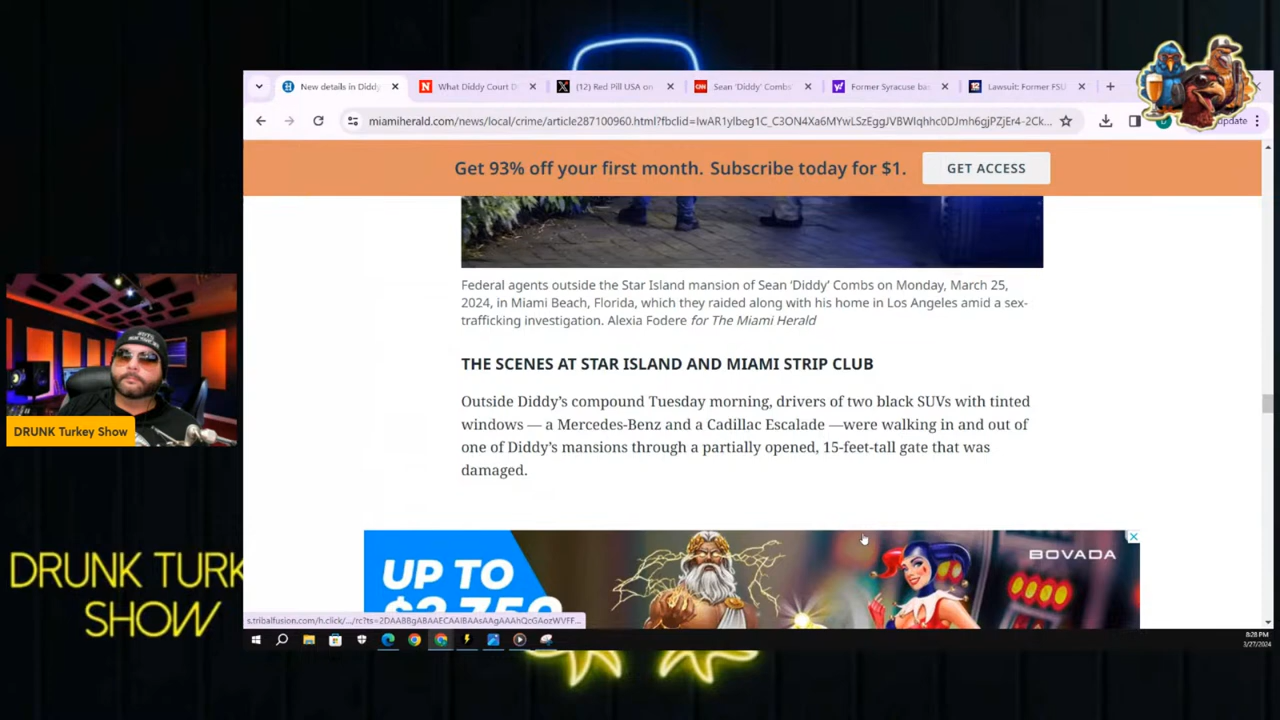 New details in Diddy
What Diddy Court D
(12) Red Pill USA on
Sean 'Diddy' Combs'
Former Syracuse bas
Lawsuit: Former FSU
miamiherald.com/news/local/crime/article287100960.html?fbclid=IwAR1ylbeg1C_C3ON4Xa6MYwLSzEggJVBWIqhhc0DJmh6gjPZjEr4-2Ck...
update
Get 93% off your first month. Subscribe today for $1.
GET ACCESS
Federal agents outside the Star Island mansion of Sean 'Diddy' Combs on Monday, March 25,
2024, in Miami Beach, Florida, which they raided along with his home in Los Angeles amid a sex-
trafficking investigation. Alexia Fodere for The Miami Herald
THE SCENES AT STAR ISLAND AND MIAMI STRIP CLUB
Outside Diddy's compound Tuesday morning, drivers of two black SUVs with tinted
windows — a Mercedes-Benz and a Cadillac Escalade —were walking in and out of
one of Diddy's mansions through a partially opened, 15-feet-tall gate that was
damaged.
UP TO
$3,750
BOVADA
DRUNK Turkey Show
DRUNK TURK
SHOW
8:28 PM
3/27/2024